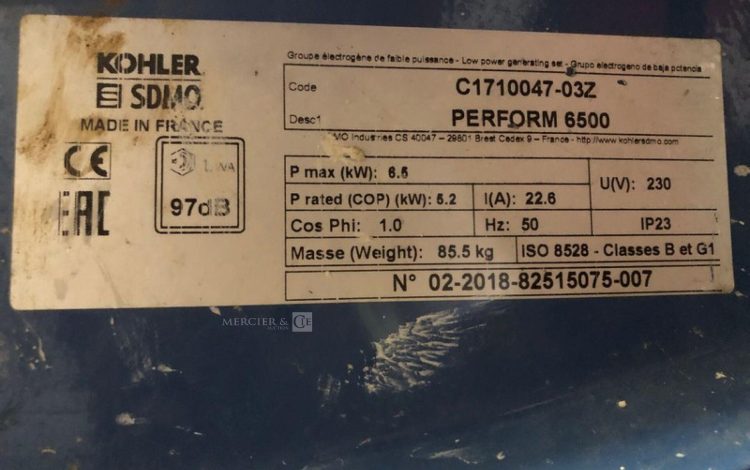 KOHLER
SDMO
MADE IN FRANCE
CE
EAC
LWA
97dB
Groupe électrogène de faible puissance - Low power generating set - Grupo electrogeno de baja potencia
Code C1710047-03Z
Desc1 PERFORM 6500
MO Industries CS 40047 – 29801 Brest Cedex 9 – France - http://www.kohlersdmo.com
P max (kW): 6.5
P rated (COP) (kW): 5.2 I(A): 22.6 U(V): 230
Cos Phi: 1.0 Hz: 50 IP23
Masse (Weight): 85.5 kg ISO 8528 - Classes B et G1
N° 02-2018-82515075-007
MERCIER & CIE
AUCTION